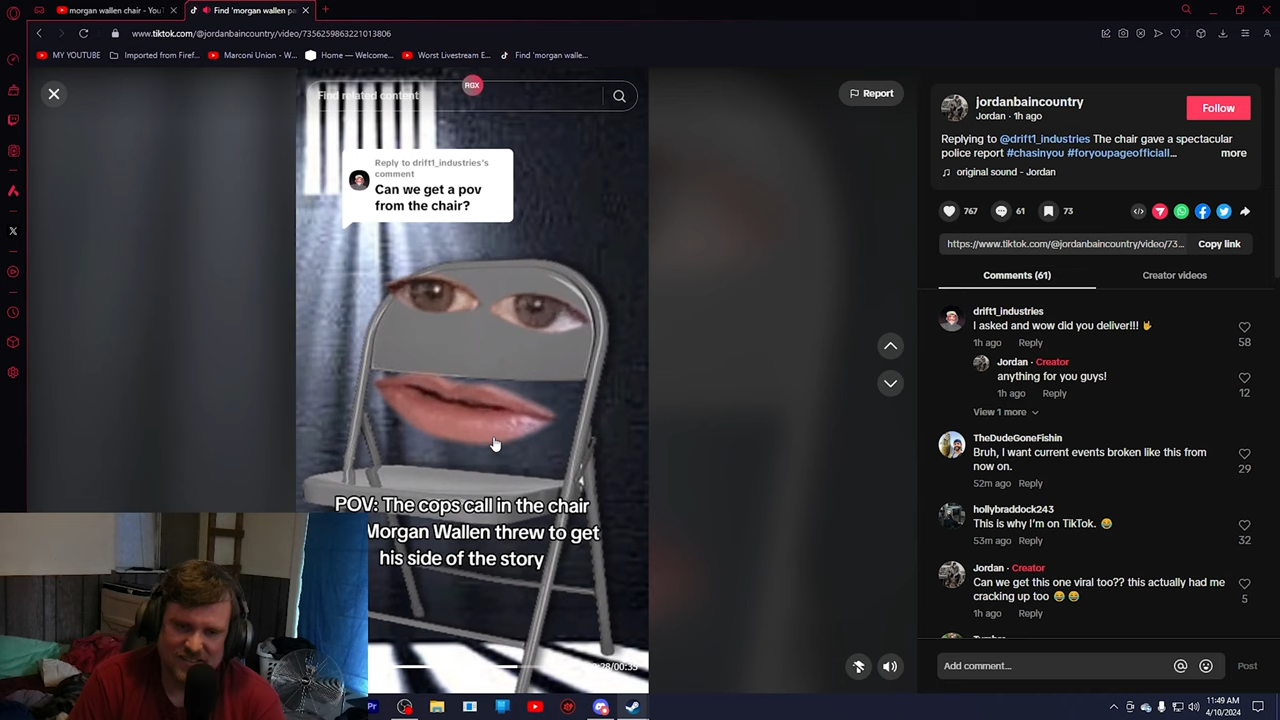 morgan wallen chair - You
Find 'morgan wallen pa
www.tiktok.com/@jordanbaincountry/video/7356259863221013806
MY YOUTUBE
Imported from Firef...
Marconi Union - W...
Home — Welcome...
Worst Livestream E...
Find 'morgan walle...
RGX
Find related content
Report
Reply to drift1_industries's
comment
Can we get a pov
from the chair?
POV: The cops call in the chair
Morgan Wallen threw to get
his side of the story
jordanbaincountry
Jordan · 1h ago
Follow
Replying to @drift1_industries The chair gave a spectacular
police report #chasinyou #foryoupageofficiall...
more
original sound - Jordan
767
61
73
https://www.tiktok.com/@jordanbaincountry/video/73...
Copy link
Comments (61)
Creator videos
drift1_industries
I asked and wow did you deliver!!! 🤟
1h ago Reply
58
Jordan · Creator
anything for you guys!
1h ago Reply
12
View 1 more
TheDudeGoneFishin
Bruh, I want current events broken like this from
now on.
52m ago Reply
29
hollybraddock243
This is why I'm on TikTok. 😂
53m ago Reply
32
Jordan · Creator
Can we get this one viral too?? this actually had me
cracking up too 😂 😂
1h ago Reply
5
Add comment...
Post
Pr
11:49 AM
4/10/2024